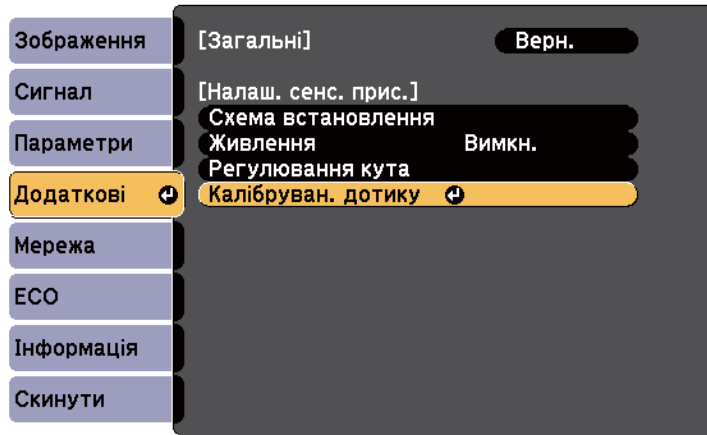 Зображення
Сигнал
Параметри
Додаткові
Мережа
ECO
Інформація
Скинути
[Загальні] Верн.
[Налаш. сенс. прис.]
Схема встановлення
Живлення Вимкн.
Регулювання кута
Калібруван. дотику